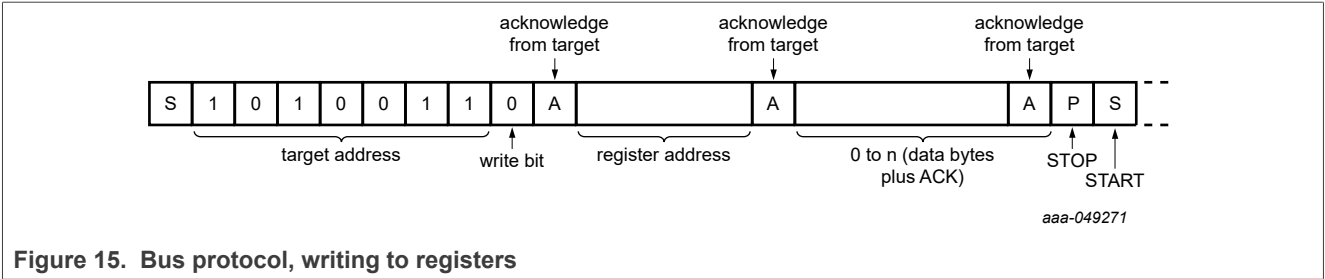 acknowledge
from target
acknowledge
from target
acknowledge
from target
S 1 0 1 0 0 1 1 0 A A A P S
target address
write bit
register address
0 to n (data bytes
plus ACK)
STOP
START
aaa-049271
Figure 15. Bus protocol, writing to registers